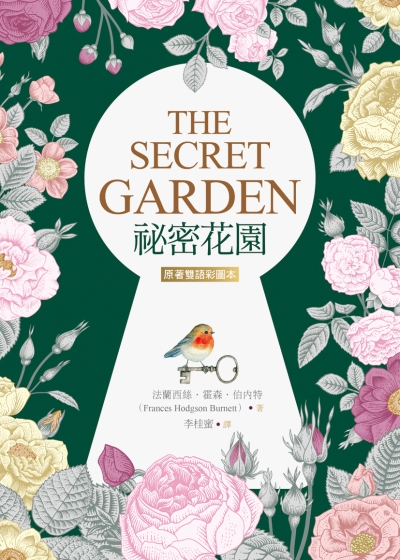 THE
SECRET
GARDEN
祕密花園
原著雙語彩圖本
法蘭西絲・霍森・伯內特
（Frances Hodgson Burnett）・著
李桂蜜・譯